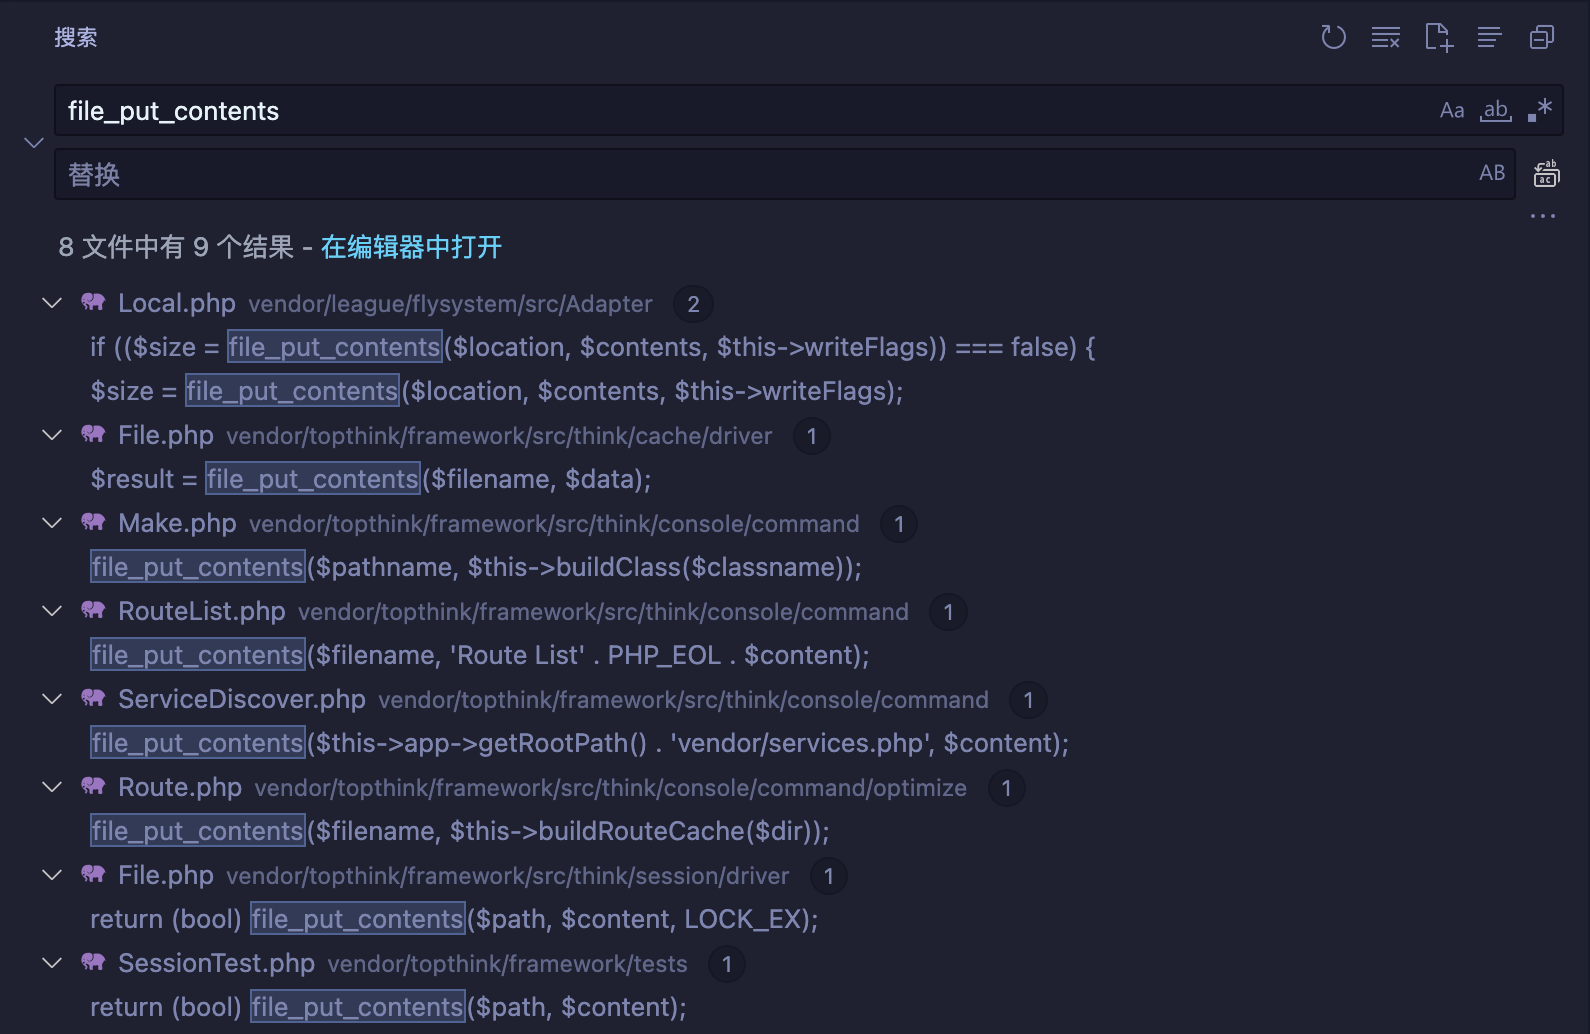 搜索
file_put_contents
Aa ab .*
替换
AB
ab ac
...
8 文件中有 9 个结果 - 在编辑器中打开
Local.php vendor/league/flysystem/src/Adapter 2
if (($size = file_put_contents($location, $contents, $this->writeFlags)) === false) {
$size = file_put_contents($location, $contents, $this->writeFlags);
File.php vendor/topthink/framework/src/think/cache/driver 1
$result = file_put_contents($filename, $data);
Make.php vendor/topthink/framework/src/think/console/command 1
file_put_contents($pathname, $this->buildClass($classname));
RouteList.php vendor/topthink/framework/src/think/console/command 1
file_put_contents($filename, 'Route List' . PHP_EOL . $content);
ServiceDiscover.php vendor/topthink/framework/src/think/console/command 1
file_put_contents($this->app->getRootPath() . 'vendor/services.php', $content);
Route.php vendor/topthink/framework/src/think/console/command/optimize 1
file_put_contents($filename, $this->buildRouteCache($dir));
File.php vendor/topthink/framework/src/think/session/driver 1
return (bool) file_put_contents($path, $content, LOCK_EX);
SessionTest.php vendor/topthink/framework/tests 1
return (bool) file_put_contents($path, $content);